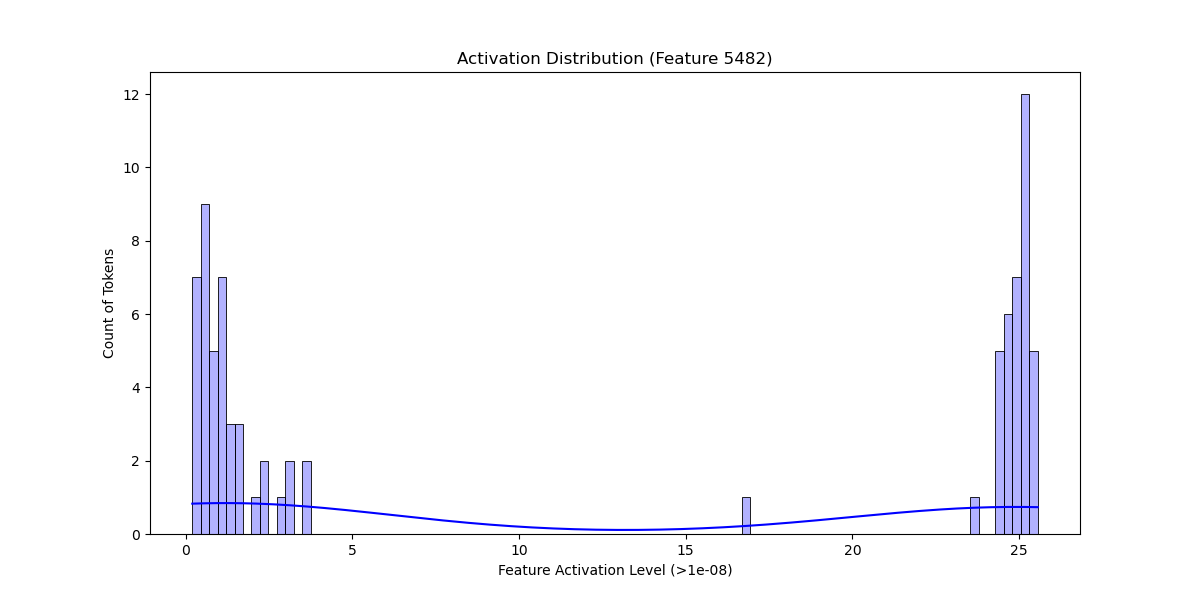 Activation Distribution (Feature 5482)
12
10
8
6
4
2
0
Count of Tokens
0 5 10 15 20 25
Feature Activation Level (>1e-08)